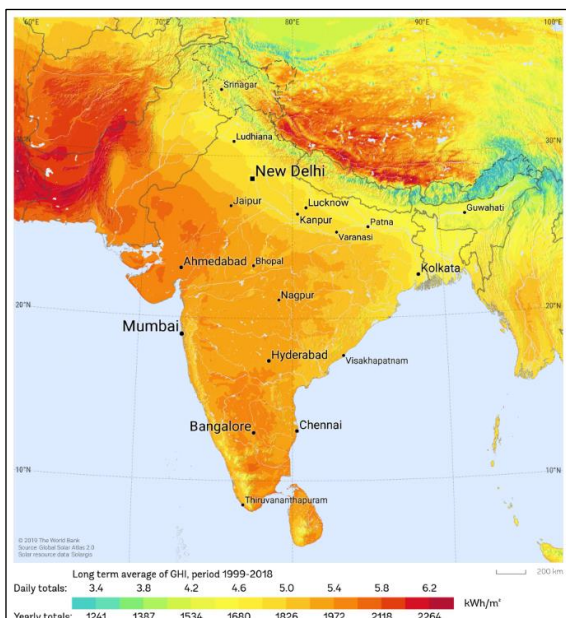 60°E 80°E 90°E 100°E
Srinagar
30°N 30°N
Ludhiana
New Delhi
Jaipur Lucknow
Kanpur Patna Guwahati
Varanasi
Ahmedabad Bhopal Kolkata
Nagpur
20°N 20°N
Mumbai
Hyderabad Visakhapatnam
Bangalore Chennai
10°N 10°N
Thiruvananthapuram
© 2019 The World Bank
Source: Global Solar Atlas 2.0
Solar resource data: Solargis
200 km
Long term average of GHI, period 1999-2018
Daily totals: 3.4 3.8 4.2 4.6 5.0 5.4 5.8 6.2
kWh/m²
Yearly totals: 1241 1387 1534 1680 1826 1972 2118 2264